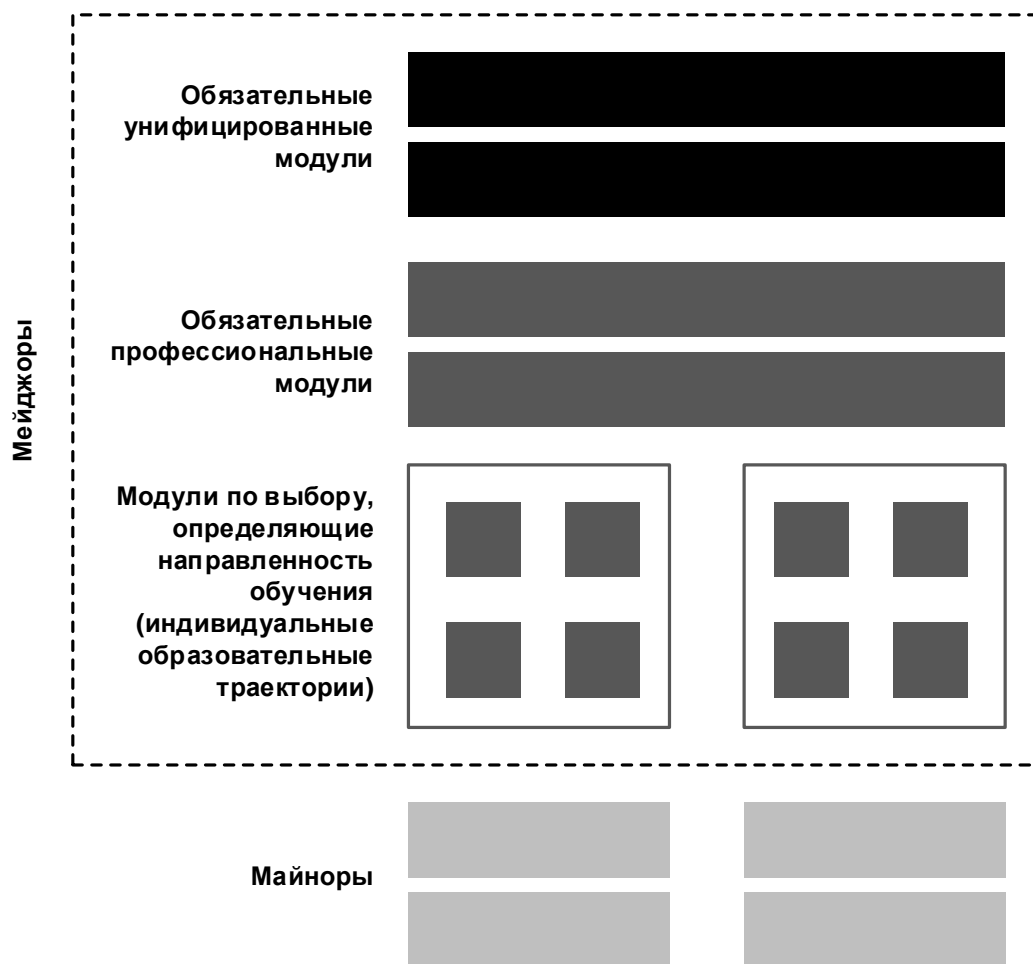 Мейджоры
Обязательные
унифицированные
модули
Обязательные
профессиональные
модули
Модули по выбору,
определяющие
направленность
обучения
(индивидуальные
образовательные
траектории)
Майноры